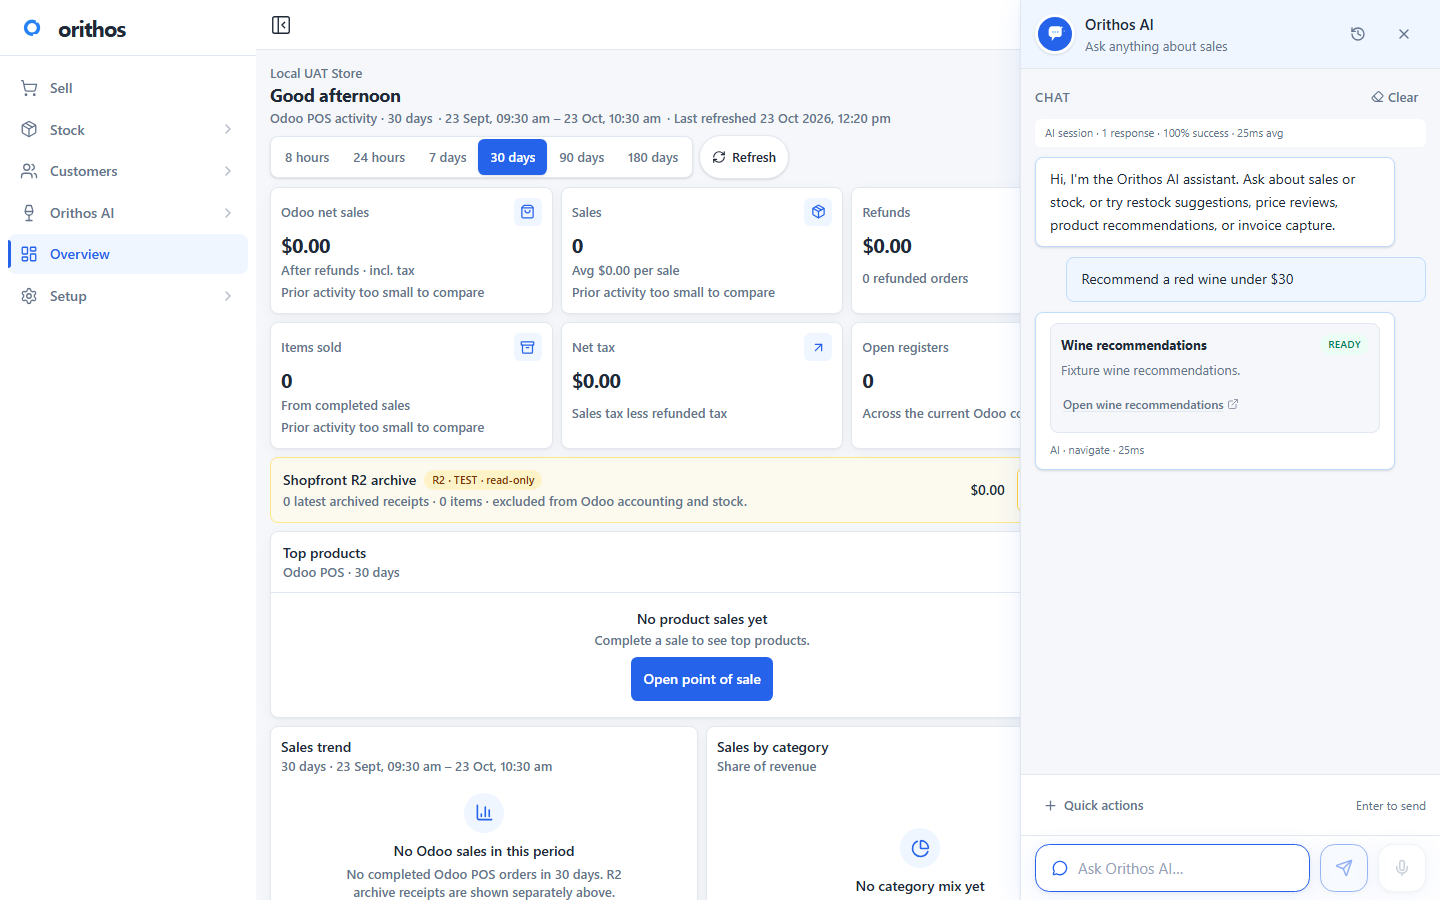 orithos
Sell
Stock
Customers
Orithos AI
Overview
Setup
Local UAT Store
Good afternoon
Odoo POS activity · 30 days · 23 Sept, 09:30 am – 23 Oct, 10:30 am · Last refreshed 23 Oct 2026, 12:20 pm
8 hours 24 hours 7 days 30 days 90 days 180 days Refresh
Odoo net sales
$0.00
After refunds · incl. tax
Prior activity too small to compare
Sales
0
Avg $0.00 per sale
Prior activity too small to compare
Refunds
$0.00
0 refunded orders
Items sold
0
From completed sales
Prior activity too small to compare
Net tax
$0.00
Sales tax less refunded tax
Open registers
0
Across the current Odoo
Shopfront R2 archive R2 · TEST · read-only
0 latest archived receipts · 0 items · excluded from Odoo accounting and stock.
$0.00
Top products
Odoo POS · 30 days
No product sales yet
Complete a sale to see top products.
Open point of sale
Sales trend
30 days · 23 Sept, 09:30 am – 23 Oct, 10:30 am
No Odoo sales in this period
No completed Odoo POS orders in 30 days. R2
archive receipts are shown separately above.
Sales by category
Share of revenue
No category mix yet
Orithos AI
Ask anything about sales
CHAT
Clear
AI session · 1 response · 100% success · 25ms avg
Hi, I'm the Orithos AI assistant. Ask about sales or
stock, or try restock suggestions, price reviews,
product recommendations, or invoice capture.
Recommend a red wine under $30
Wine recommendations
READY
Fixture wine recommendations.
Open wine recommendations
AI · navigate · 25ms
Quick actions
Enter to send
Ask Orithos AI...